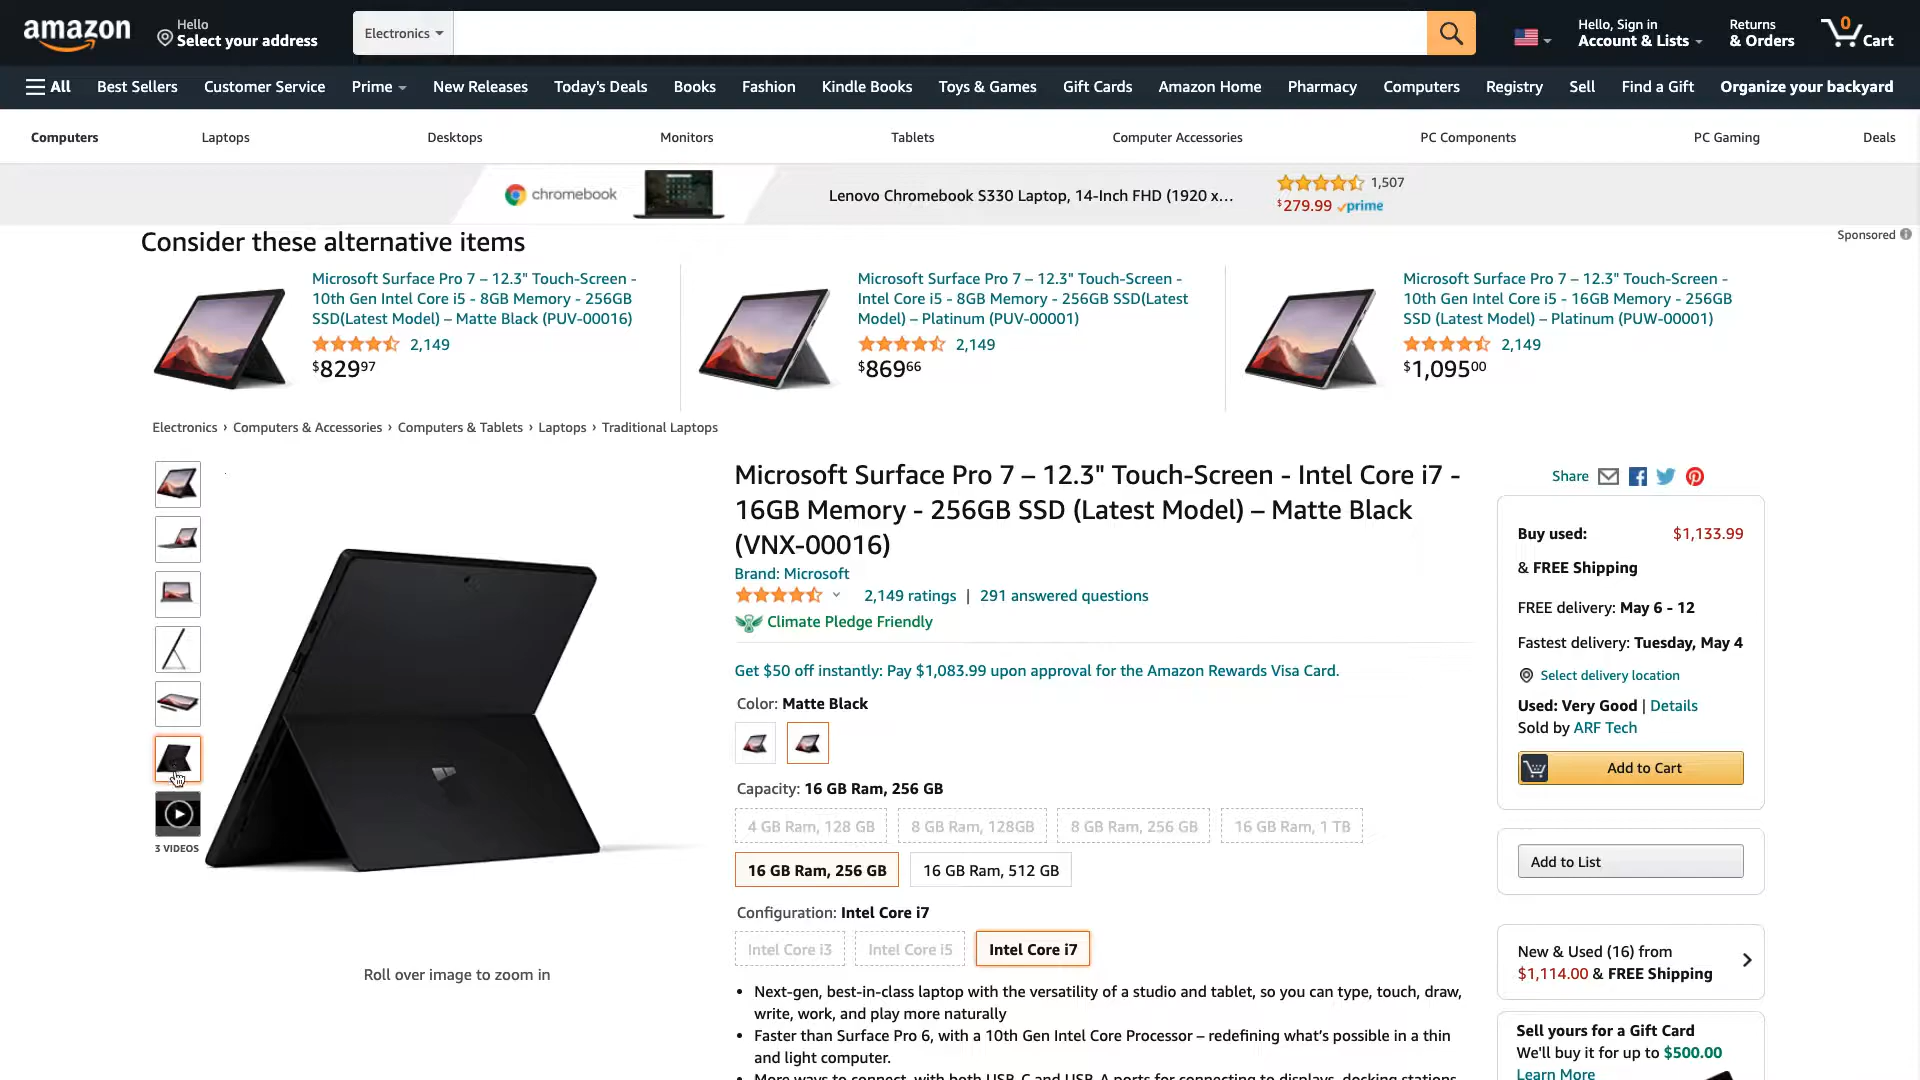 amazon
Hello
Select your address
Electronics
Hello, Sign in
Account & Lists
Returns
& Orders
0
Cart
All
Best Sellers
Customer Service
Prime
New Releases
Today's Deals
Books
Fashion
Kindle Books
Toys & Games
Gift Cards
Amazon Home
Pharmacy
Computers
Registry
Sell
Find a Gift
Organize your backyard
Computers
Laptops
Desktops
Monitors
Tablets
Computer Accessories
PC Components
PC Gaming
Deals
chromebook
Lenovo Chromebook S330 Laptop, 14-Inch FHD (1920 x…
1,507
$279.99 prime
Sponsored
Consider these alternative items
Microsoft Surface Pro 7 – 12.3" Touch-Screen -
10th Gen Intel Core i5 - 8GB Memory - 256GB
SSD(Latest Model) – Matte Black (PUV-00016)
2,149
$82997
Microsoft Surface Pro 7 – 12.3" Touch-Screen -
Intel Core i5 - 8GB Memory - 256GB SSD(Latest
Model) – Platinum (PUV-00001)
2,149
$86966
Microsoft Surface Pro 7 – 12.3" Touch-Screen -
10th Gen Intel Core i5 - 16GB Memory - 256GB
SSD (Latest Model) – Platinum (PUW-00001)
2,149
$1,09500
Electronics › Computers & Accessories › Computers & Tablets › Laptops › Traditional Laptops
3 VIDEOS
Roll over image to zoom in
Microsoft Surface Pro 7 – 12.3" Touch-Screen - Intel Core i7 -
16GB Memory - 256GB SSD (Latest Model) – Matte Black
(VNX-00016)
Brand: Microsoft
2,149 ratings | 291 answered questions
Climate Pledge Friendly
Get $50 off instantly: Pay $1,083.99 upon approval for the Amazon Rewards Visa Card.
Color: Matte Black
Capacity: 16 GB Ram, 256 GB
4 GB Ram, 128 GB
8 GB Ram, 128GB
8 GB Ram, 256 GB
16 GB Ram, 1 TB
16 GB Ram, 256 GB
16 GB Ram, 512 GB
Configuration: Intel Core i7
Intel Core i3
Intel Core i5
Intel Core i7
• Next-gen, best-in-class laptop with the versatility of a studio and tablet, so you can type, touch, draw,
write, work, and play more naturally
• Faster than Surface Pro 6, with a 10th Gen Intel Core Processor – redefining what's possible in a thin
and light computer.
• More ways to connect, with both USB-C and USB-A ports for connecting to displays, docking stations
Share
Buy used:
$1,133.99
& FREE Shipping
FREE delivery: May 6 - 12
Fastest delivery: Tuesday, May 4
Select delivery location
Used: Very Good | Details
Sold by ARF Tech
Add to Cart
Add to List
New & Used (16) from
$1,114.00 & FREE Shipping
Sell yours for a Gift Card
We'll buy it for up to $500.00
Learn More